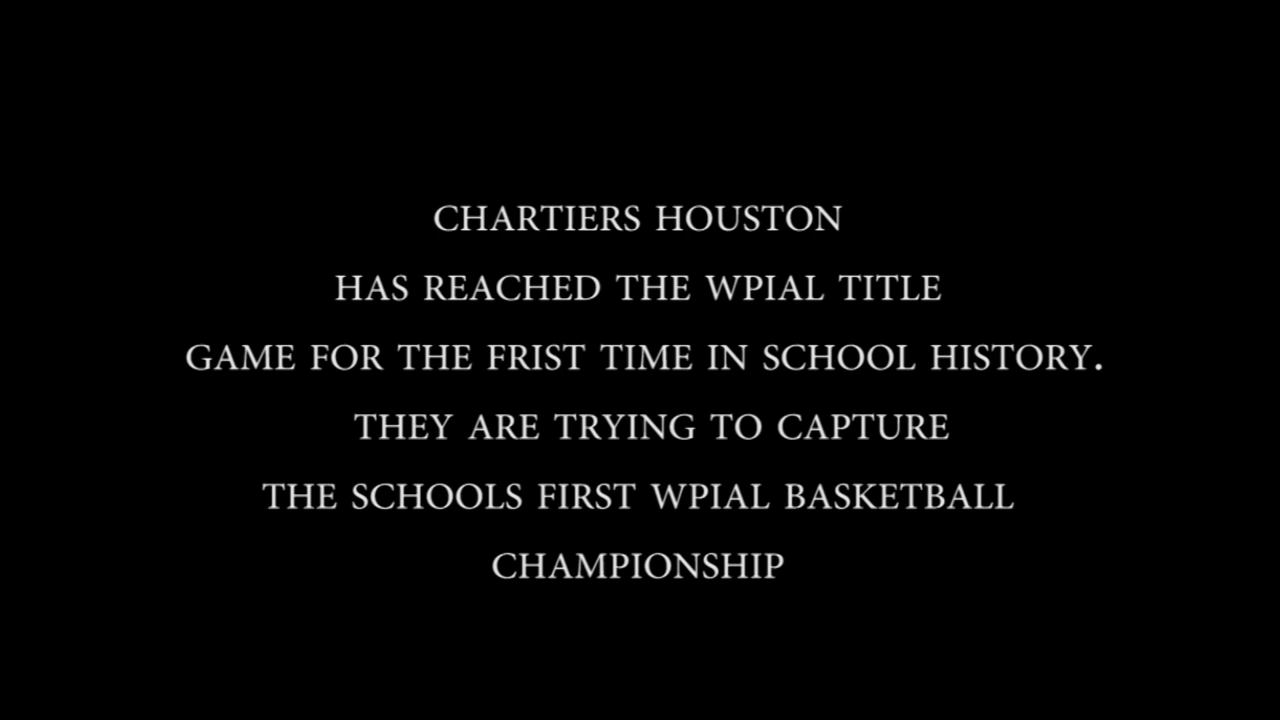 CHARTIERS HOUSTON
HAS REACHED THE WPIAL TITLE
GAME FOR THE FRIST TIME IN SCHOOL HISTORY.
THEY ARE TRYING TO CAPTURE
THE SCHOOLS FIRST WPIAL BASKETBALL
CHAMPIONSHIP